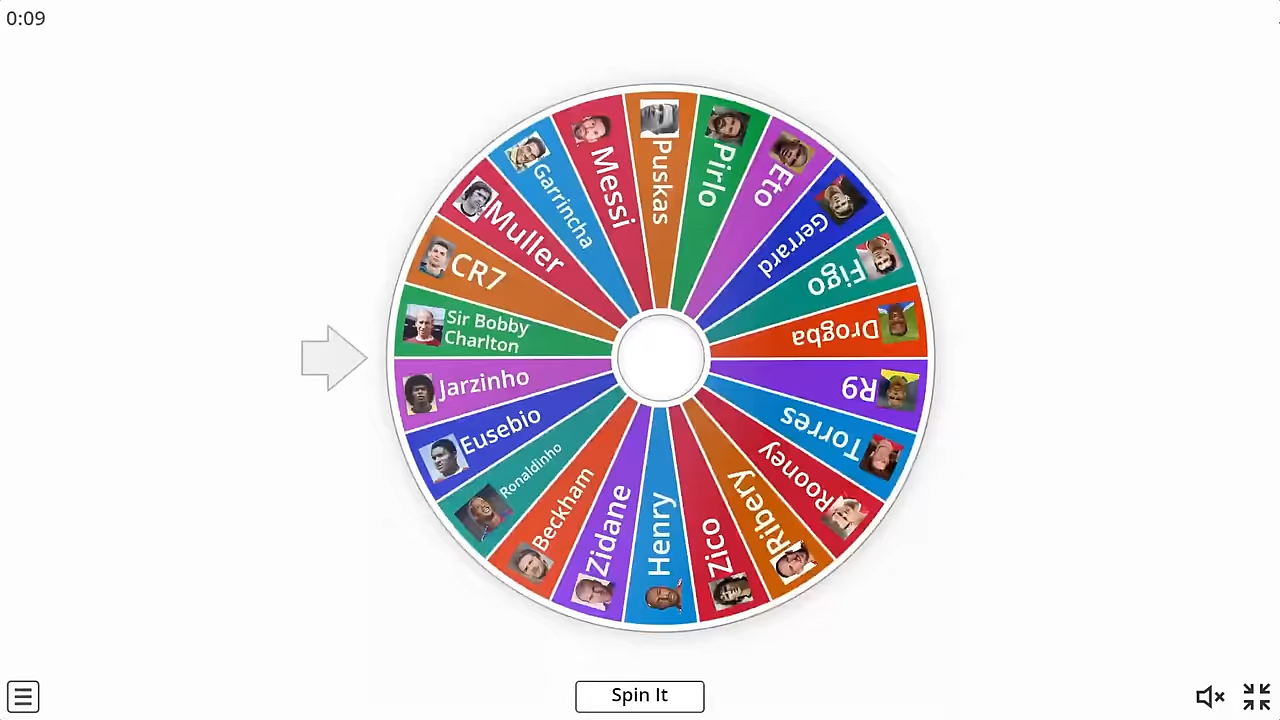 0:09
Puskas
Pirlo
Eto
Gerrard
Figo
Drogba
R9
Torres
Rooney
Ribery
Zico
Henry
Zidane
Beckham
Ronaldinho
Eusebio
Jarzinho
Sir Bobby
Charlton
CR7
Muller
Garrincha
Messi
Spin It